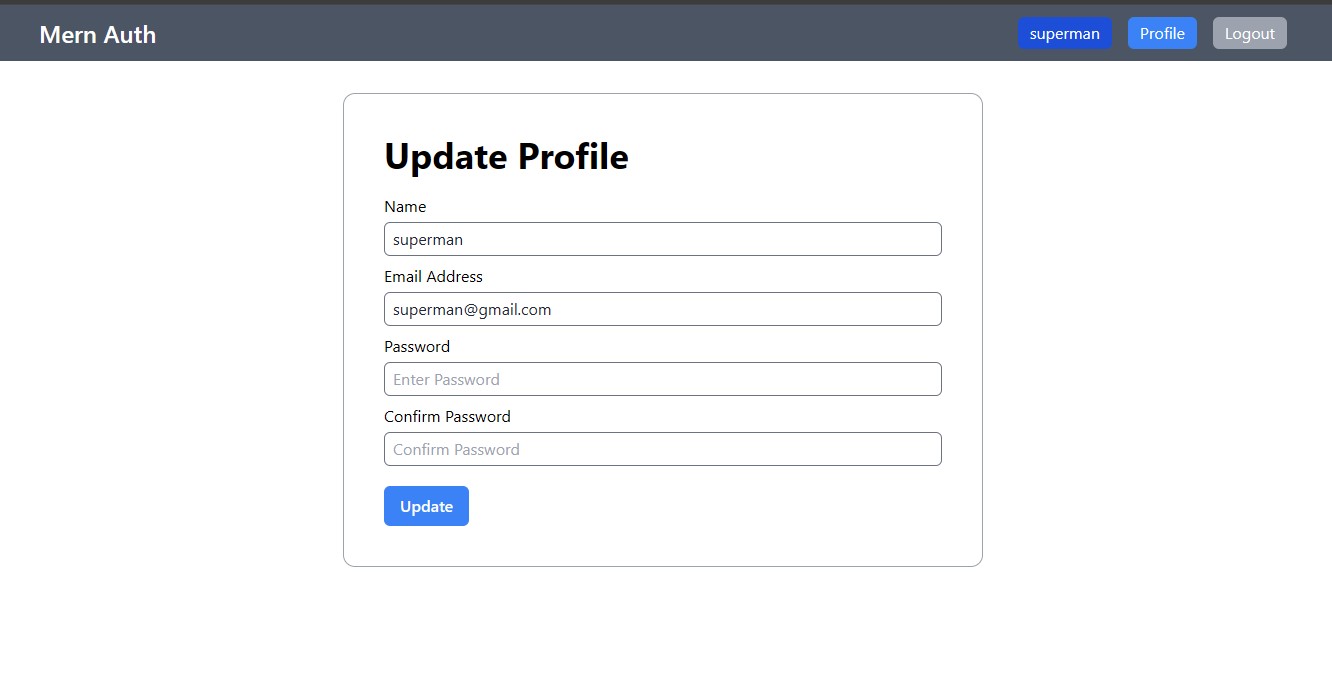 Mern Auth superman Profile Logout
Update Profile
Name
superman
Email Address
superman@gmail.com
Password
Enter Password
Confirm Password
Confirm Password
Update